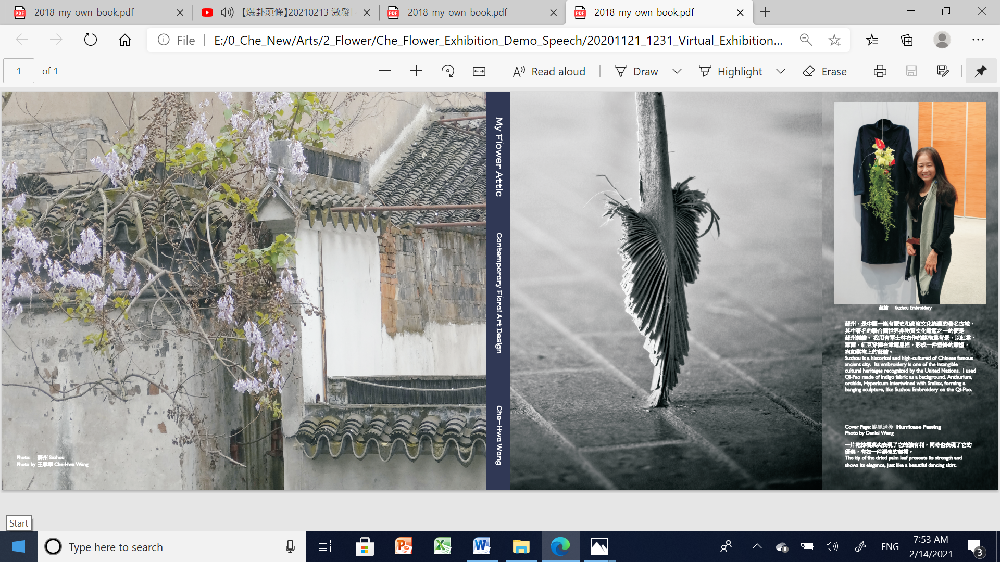 2018_my_own_book.pdf
【爆卦頭條】20210213 激發
2018_my_own_book.pdf
2018_my_own_book.pdf
File
E:/0_Che_New/Arts/2_Flower/Che_Flower_Exhibition_Demo_Speech/20201121_1231_Virtual_Exhibition...
1 of 1
Read aloud
Draw
Highlight
Erase
Photo: 蘇州 Suzhou
Photo by 王季華 Che-Hwa Wang
My Flower Attic
Contemporary Floral Art Design
Che-Hwa Wang
蘇繡 Suzhou Embroidery
蘇州，是中國一座有歷史和高度文化底蘊的著名古城，
其中著名的聯合國世界非物質文化遺產之一的便是
蘇州刺繡。我用青單士林布作的旗袍為背景，以紅掌、
蕙蘭、紅豆穿插在幸運星裡，形成一件垂掛的雕塑，
宛如旗袍上的蘇繡。
Suzhou is a historical and high-cultured of Chinese famous
ancient city. Its embroidery is one of the intangible
cultural heritages recognized by the United Nations. I used
Qi-Pao made of indigo fabric as a background, Anthurium,
orchids, Hypericum intertwined with Smilax, forming a
hanging sculpture, like Suzhou Embroidery on the Qi-Pao.
Cover Page: 颶風過後 Hurricane Passing
Photo by Daniel Wang
一片乾棕櫚葉尖表現了它的強有利，同時也表現了它的
優美，有如一件漂亮的舞裙。
The tip of the dried palm leaf presents its strength and
shows its elegance, just like a beautiful dancing skirt.
Start
Type here to search
ENG
7:53 AM
2/14/2021
3